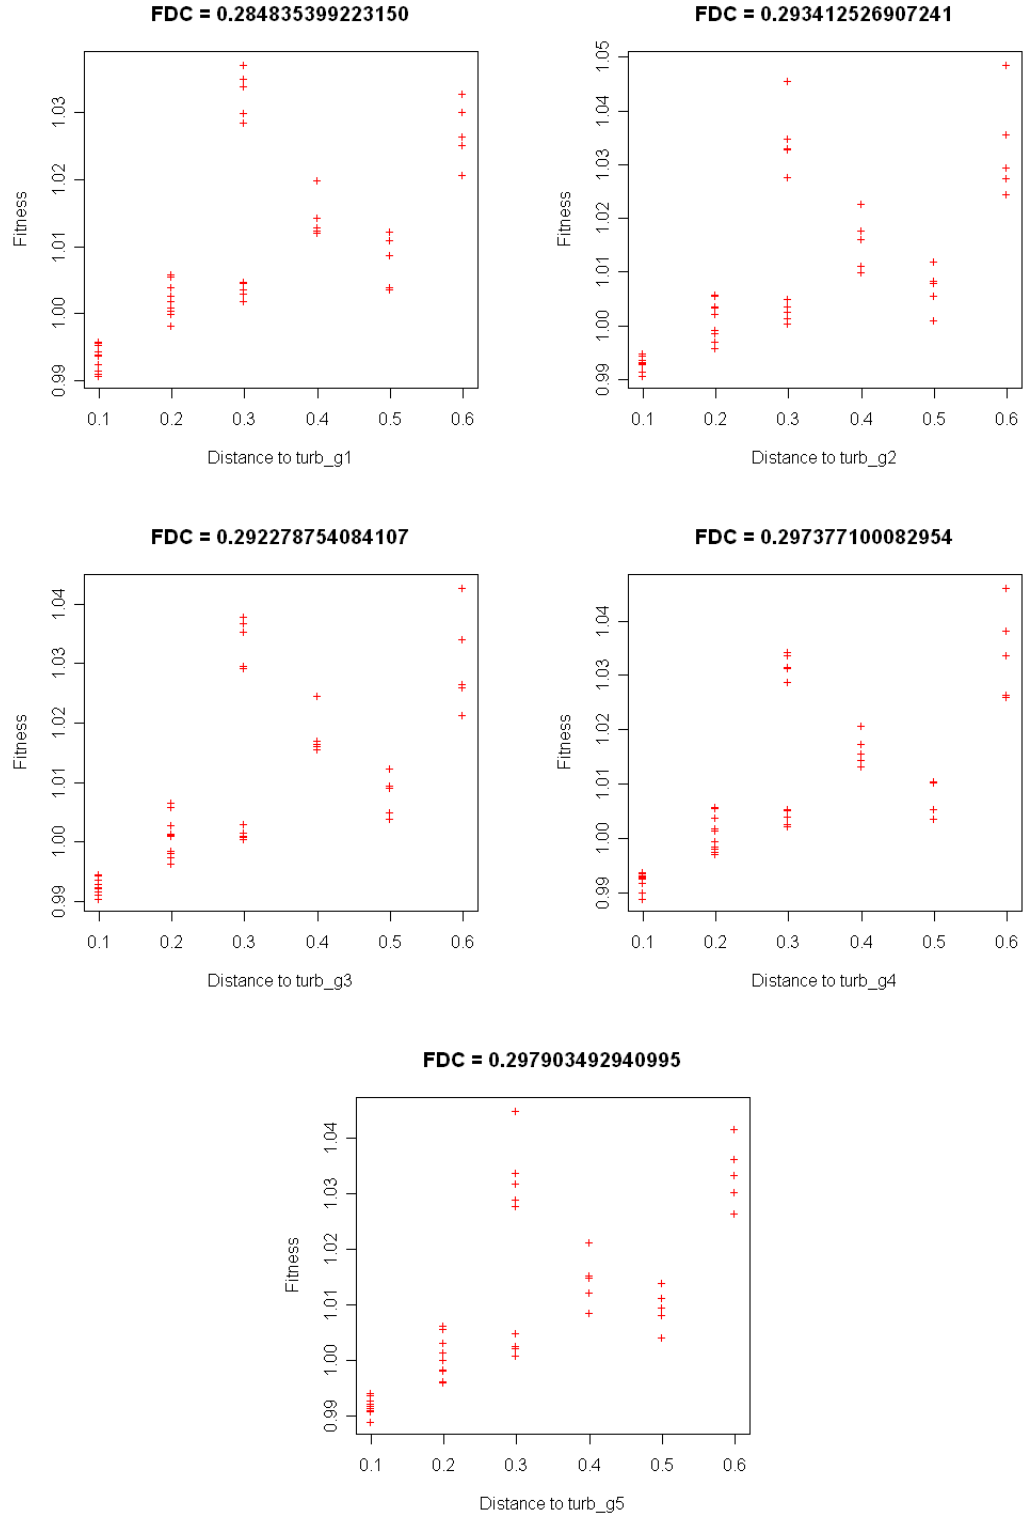 FDC = 0.284835399223150
Fitness
0.99 1.00 1.01 1.02 1.03
0.1 0.2 0.3 0.4 0.5 0.6
Distance to turb_g1
FDC = 0.293412526907241
Fitness
0.99 1.00 1.01 1.02 1.03 1.04 1.05
0.1 0.2 0.3 0.4 0.5 0.6
Distance to turb_g2
FDC = 0.292278754084107
Fitness
0.99 1.00 1.01 1.02 1.03 1.04
0.1 0.2 0.3 0.4 0.5 0.6
Distance to turb_g3
FDC = 0.297377100082954
Fitness
0.99 1.00 1.01 1.02 1.03 1.04
0.1 0.2 0.3 0.4 0.5 0.6
Distance to turb_g4
FDC = 0.297903492940995
Fitness
0.99 1.00 1.01 1.02 1.03 1.04
0.1 0.2 0.3 0.4 0.5 0.6
Distance to turb_g5